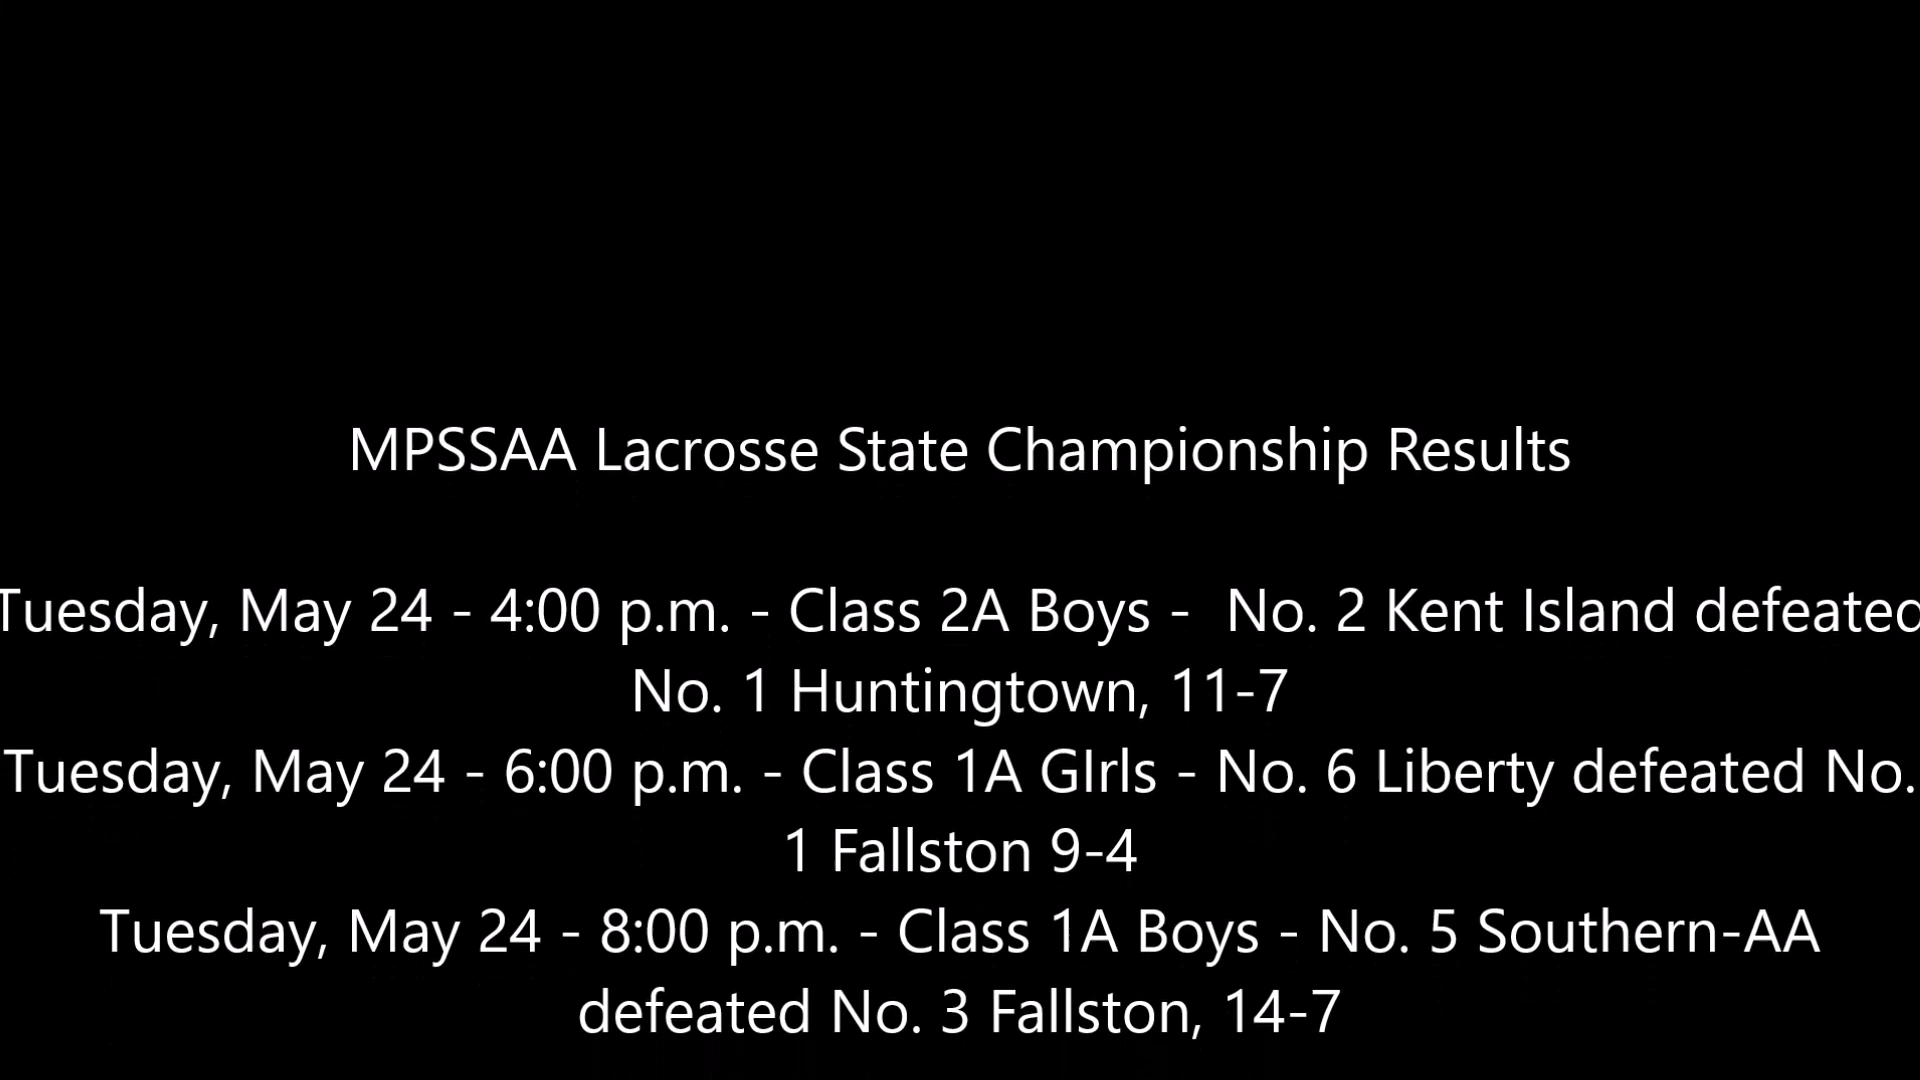 MPSSAA Lacrosse State Championship Results
Tuesday, May 24 - 4:00 p.m. - Class 2A Boys -  No. 2 Kent Island defeated
No. 1 Huntingtown, 11-7
Tuesday, May 24 - 6:00 p.m. - Class 1A GIrls - No. 6 Liberty defeated No.
1 Fallston 9-4
Tuesday, May 24 - 8:00 p.m. - Class 1A Boys - No. 5 Southern-AA
defeated No. 3 Fallston, 14-7